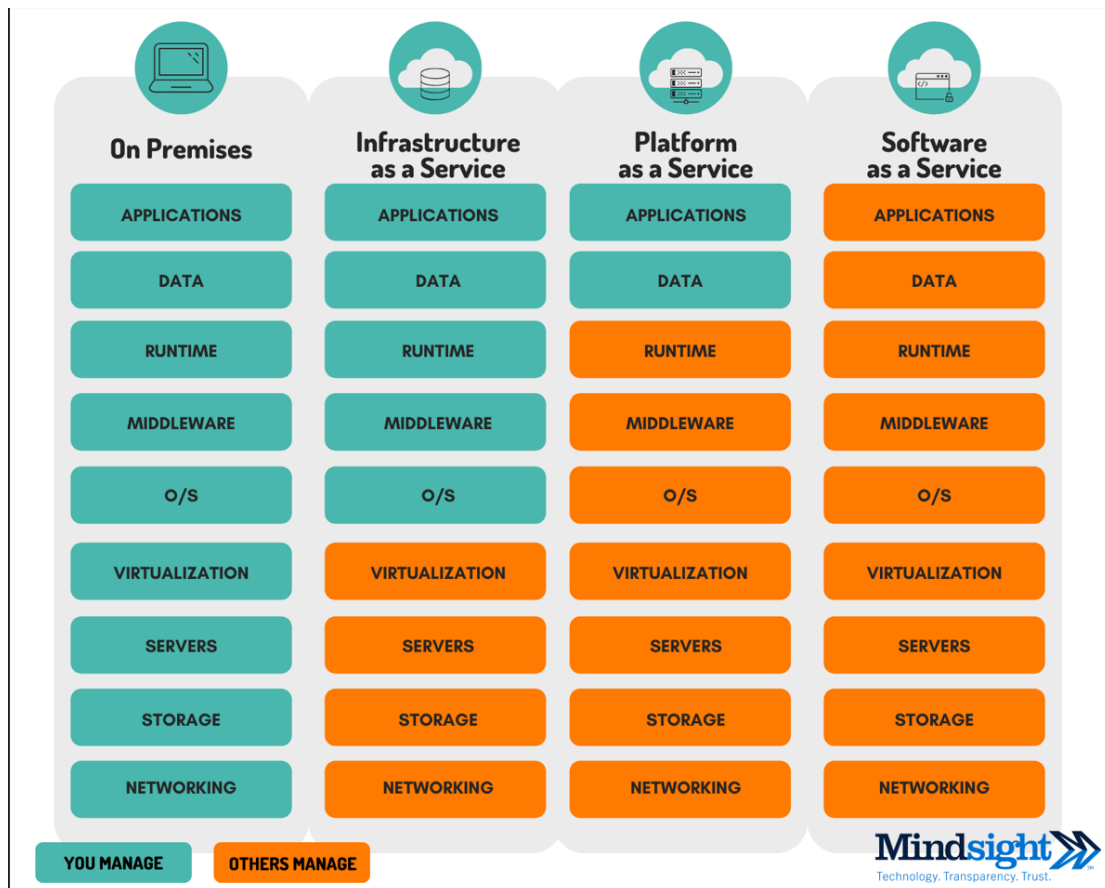 On Premises
Infrastructure
as a Service
Platform
as a Service
Software
as a Service
APPLICATIONS
APPLICATIONS
APPLICATIONS
APPLICATIONS
DATA
DATA
DATA
DATA
RUNTIME
RUNTIME
RUNTIME
RUNTIME
MIDDLEWARE
MIDDLEWARE
MIDDLEWARE
MIDDLEWARE
O/S
O/S
O/S
O/S
VIRTUALIZATION
VIRTUALIZATION
VIRTUALIZATION
VIRTUALIZATION
SERVERS
SERVERS
SERVERS
SERVERS
STORAGE
STORAGE
STORAGE
STORAGE
NETWORKING
NETWORKING
NETWORKING
NETWORKING
YOU MANAGE
OTHERS MANAGE
Mindsight
Technology. Transparency. Trust.